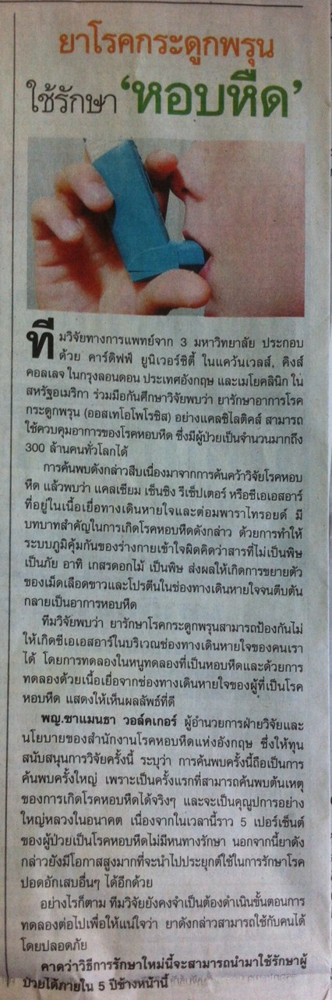 ยาโรคกระดูกพรุน
ใช้รักษา ‘หอบหืด’
ทีมวิจัยทางการแพทย์จาก 3 มหาวิทยาลัย ประกอบ
ด้วย คาร์ดิฟฟ์ ยูนิเวอร์ซิตี้ ในแคว้นเวลส์, คิงส์
คอลเลจ ในกรุงลอนดอน ประเทศอังกฤษ และเมโยคลินิก ใน
สหรัฐอเมริกา ร่วมมือกันศึกษาวิจัยพบว่า ยารักษาอาการโรค
กระดูกพรุน (ออสเทโอโพโรซิส) อย่างแคลซิไลติคส์ สามารถ
ใช้ควบคุมอาการของโรคหอบหืด ซึ่งมีผู้ป่วยเป็นจำนวนมากถึง
300 ล้านคนทั่วโลกได้
การค้นพบดังกล่าวสืบเนื่องมาจากการค้นคว้าวิจัยโรคหอบ
หืด แล้วพบว่า แคลเซียม เซ็นซิง รีเซ็ปเตอร์ หรือซีเอเอสอาร์
ที่อยู่ในเนื้อเยื่อทางเดินหายใจและต่อมพาราไทรอยด์ มี
บทบาทสำคัญในการเกิดโรคหอบหืดดังกล่าว ด้วยการทำให้
ระบบภูมิคุ้มกันของร่างกายเข้าใจผิดคิดว่าสารที่ไม่เป็นพิษ
เป็นภัย อาทิ เกสรดอกไม้ เป็นพิษ ส่งผลให้เกิดการขยายตัว
ของเม็ดเลือดขาวและโปรตีนในช่องทางเดินหายใจจนตีบตัน
กลายเป็นอาการหอบหืด
ทีมวิจัยพบว่า ยารักษาโรคกระดูกพรุนสามารถป้องกันไม่
ให้เกิดซีเอเอสอาร์ในบริเวณช่องทางเดินหายใจของคนเรา
ได้ โดยการทดลองในหนูทดลองที่เป็นหอบหืดและด้วยการ
ทดลองด้วยเนื้อเยื่อจากช่องทางเดินหายใจของผู้ที่เป็นโรค
หอบหืด แสดงให้เห็นผลลัพธ์ที่ดี
พญ.ซาแมนธา วอล์คเกอร์ ผู้อำนวยการฝ่ายวิจัยและ
นโยบายของสำนักงานโรคหอบหืดแห่งอังกฤษ ซึ่งให้ทุน
สนับสนุนการวิจัยครั้งนี้ ระบุว่า การค้นพบครั้งนี้ถือเป็นการ
ค้นพบครั้งใหญ่ เพราะเป็นครั้งแรกที่สามารถค้นพบต้นเหตุ
ของการเกิดโรคหอบหืดได้จริงๆ และจะเป็นคุณูปการอย่าง
ใหญ่หลวงในอนาคต เนื่องจากในเวลานี้ราว 5 เปอร์เซ็นต์
ของผู้ป่วยเป็นโรคหอบหืดไม่มีหนทางรักษา นอกจากนี้ยาดัง
กล่าวยังมีโอกาสสูงมากที่จะนำไปประยุกต์ใช้ในการรักษาโรค
ปอดอักเสบอื่นๆ ได้อีกด้วย
อย่างไรก็ตาม ทีมวิจัยยังคงจำเป็นต้องดำเนินขั้นตอนการ
ทดลองต่อไปเพื่อให้แน่ใจว่า ยาดังกล่าวสามารถใช้กับคนได้
โดยปลอดภัย
คาดว่าวิธีการรักษาใหม่นี้จะสามารถนำมาใช้รักษาผู้
ป่วยได้ภายใน 5 ปีข้างหน้านี้